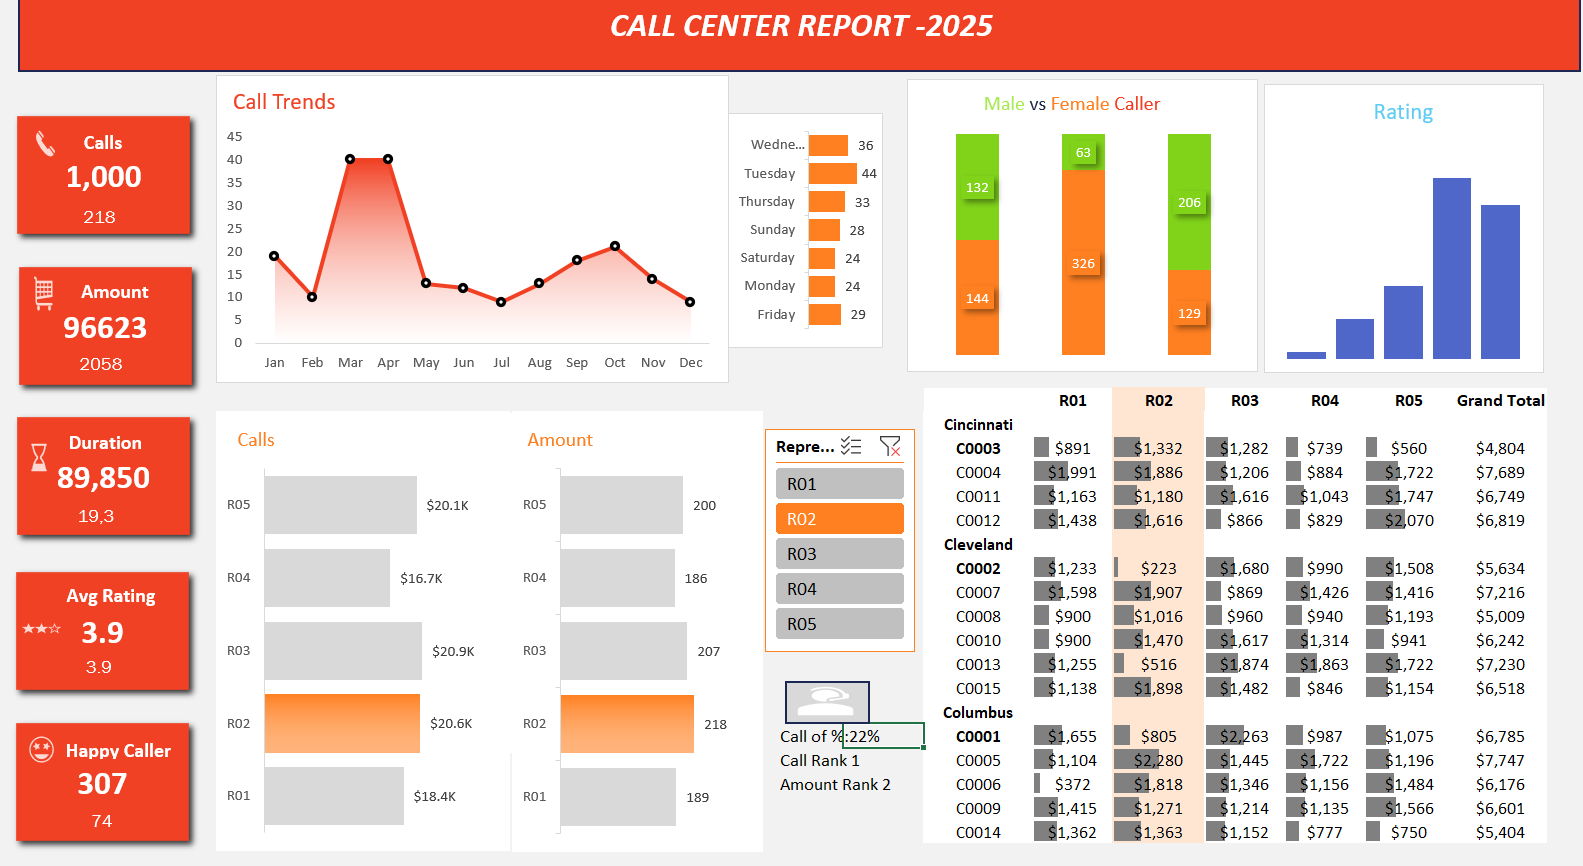 CALL CENTER REPORT -2025
Calls
1,000
218
Amount
96623
2058
Duration
89,850
19,3
Avg Rating
3.9
3.9
Happy Caller
307
74
Call Trends
45
40
35
30
25
20
15
10
5
0
Jan Feb Mar Apr May Jun Jul Aug Sep Oct Nov Dec
Wedne... 36
Tuesday 44
Thursday 33
Sunday 28
Saturday 24
Monday 24
Friday 29
Male vs Female Caller
132 63 206
144 326 129
Rating
Calls
R05 $20.1K
R04 $16.7K
R03 $20.9K
R02 $20.6K
R01 $18.4K
Amount
R05 200
R04 186
R03 207
R02 218
R01 189
Repre...
R01
R02
R03
R04
R05
Call of %:22%
Call Rank 1
Amount Rank 2
R01 R02 R03 R04 R05 Grand Total
Cincinnati
C0003 $891 $1,332 $1,282 $739 $560 $4,804
C0004 $1,991 $1,886 $1,206 $884 $1,722 $7,689
C0011 $1,163 $1,180 $1,616 $1,043 $1,747 $6,749
C0012 $1,438 $1,616 $866 $829 $2,070 $6,819
Cleveland
C0002 $1,233 $223 $1,680 $990 $1,508 $5,634
C0007 $1,598 $1,907 $869 $1,426 $1,416 $7,216
C0008 $900 $1,016 $960 $940 $1,193 $5,009
C0010 $900 $1,470 $1,617 $1,314 $941 $6,242
C0013 $1,255 $516 $1,874 $1,863 $1,722 $7,230
C0015 $1,138 $1,898 $1,482 $846 $1,154 $6,518
Columbus
C0001 $1,655 $805 $2,263 $987 $1,075 $6,785
C0005 $1,104 $2,280 $1,445 $1,722 $1,196 $7,747
C0006 $372 $1,818 $1,346 $1,156 $1,484 $6,176
C0009 $1,415 $1,271 $1,214 $1,135 $1,566 $6,601
C0014 $1,362 $1,363 $1,152 $777 $750 $5,404